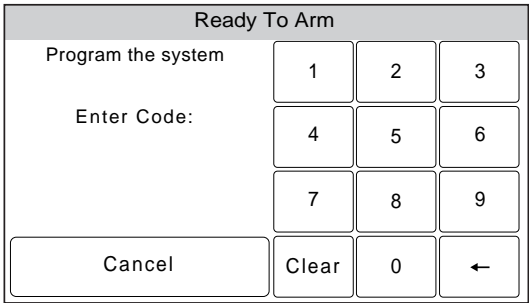 Ready To Arm
Program the system
1 2 3
Enter Code:
4 5 6
7 8 9
Cancel Clear 0 ←